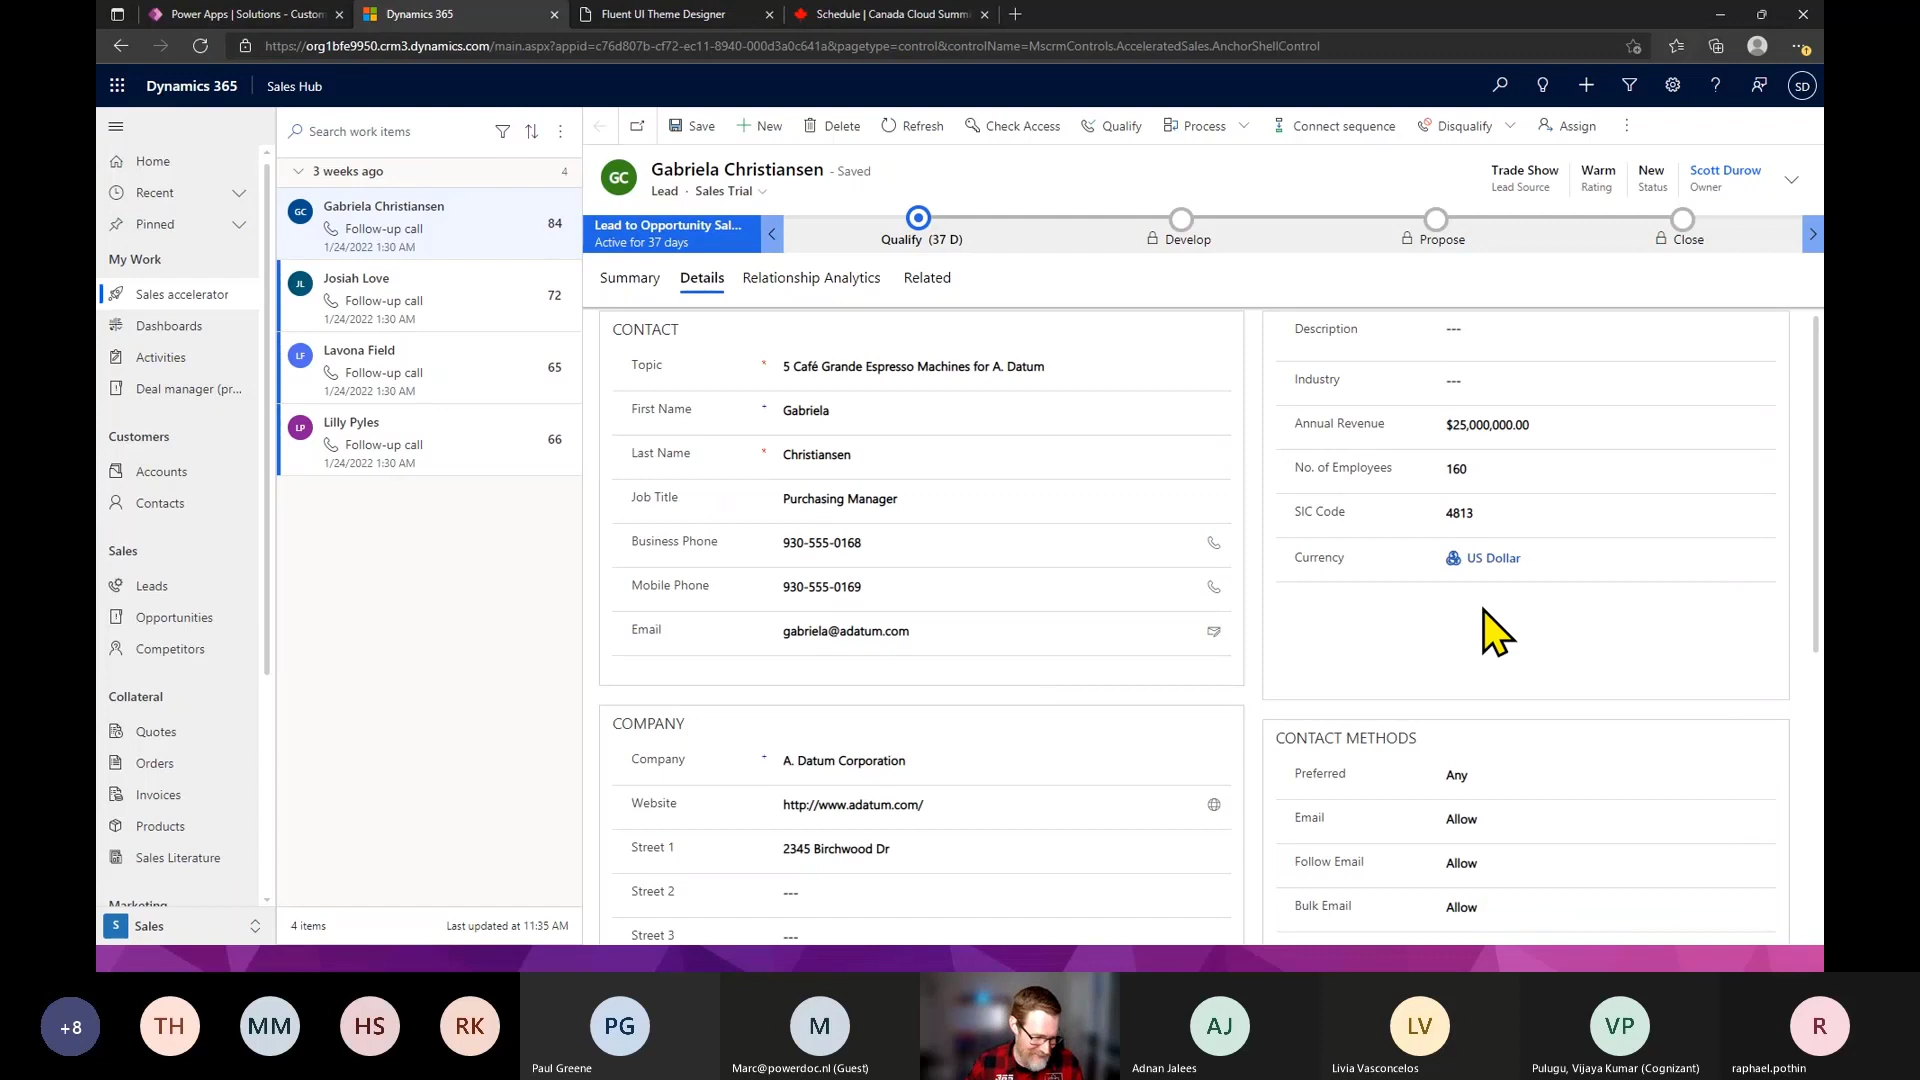 Power Apps | Solutions - Custom
Dynamics 365
Fluent UI Theme Designer
Schedule | Canada Cloud Summ
https://org1bfe9950.crm3.dynamics.com/main.aspx?appid=c76d807b-cf72-ec11-8940-000d3a0c641a&pagetype=control&controlName=MscrmControls.AcceleratedSales.AnchorShellControl
Dynamics 365
Sales Hub
SD
Home
Recent
Pinned
My Work
Sales accelerator
Dashboards
Activities
Deal manager (pr...
Customers
Accounts
Contacts
Sales
Leads
Opportunities
Competitors
Collateral
Quotes
Orders
Invoices
Products
Sales Literature
Marketing
S Sales
Search work items
3 weeks ago 4
GC Gabriela Christiansen
Follow-up call 84
1/24/2022 1:30 AM
JL Josiah Love
Follow-up call 72
1/24/2022 1:30 AM
LF Lavona Field
Follow-up call 65
1/24/2022 1:30 AM
LP Lilly Pyles
Follow-up call 66
1/24/2022 1:30 AM
4 items Last updated at 11:35 AM
Save New Delete Refresh Check Access Qualify Process Connect sequence Disqualify Assign
GC Gabriela Christiansen - Saved
Lead · Sales Trial
Trade Show
Lead Source
Warm
Rating
New
Status
Scott Durow
Owner
Lead to Opportunity Sal...
Active for 37 days
Qualify (37 D)
Develop
Propose
Close
Summary Details Relationship Analytics Related
CONTACT
Topic * 5 Café Grande Espresso Machines for A. Datum
First Name + Gabriela
Last Name * Christiansen
Job Title Purchasing Manager
Business Phone 930-555-0168
Mobile Phone 930-555-0169
Email gabriela@adatum.com
COMPANY
Company + A. Datum Corporation
Website http://www.adatum.com/
Street 1 2345 Birchwood Dr
Street 2 ---
Street 3 ---
Description ---
Industry ---
Annual Revenue $25,000,000.00
No. of Employees 160
SIC Code 4813
Currency US Dollar
CONTACT METHODS
Preferred Any
Email Allow
Follow Email Allow
Bulk Email Allow
+8
TH
MM
HS
RK
PG
Paul Greene
M
Marc@powerdoc.nl (Guest)
AJ
Adnan Jalees
LV
Livia Vasconcelos
VP
Pulugu, Vijaya Kumar (Cognizant)
R
raphael.pothin